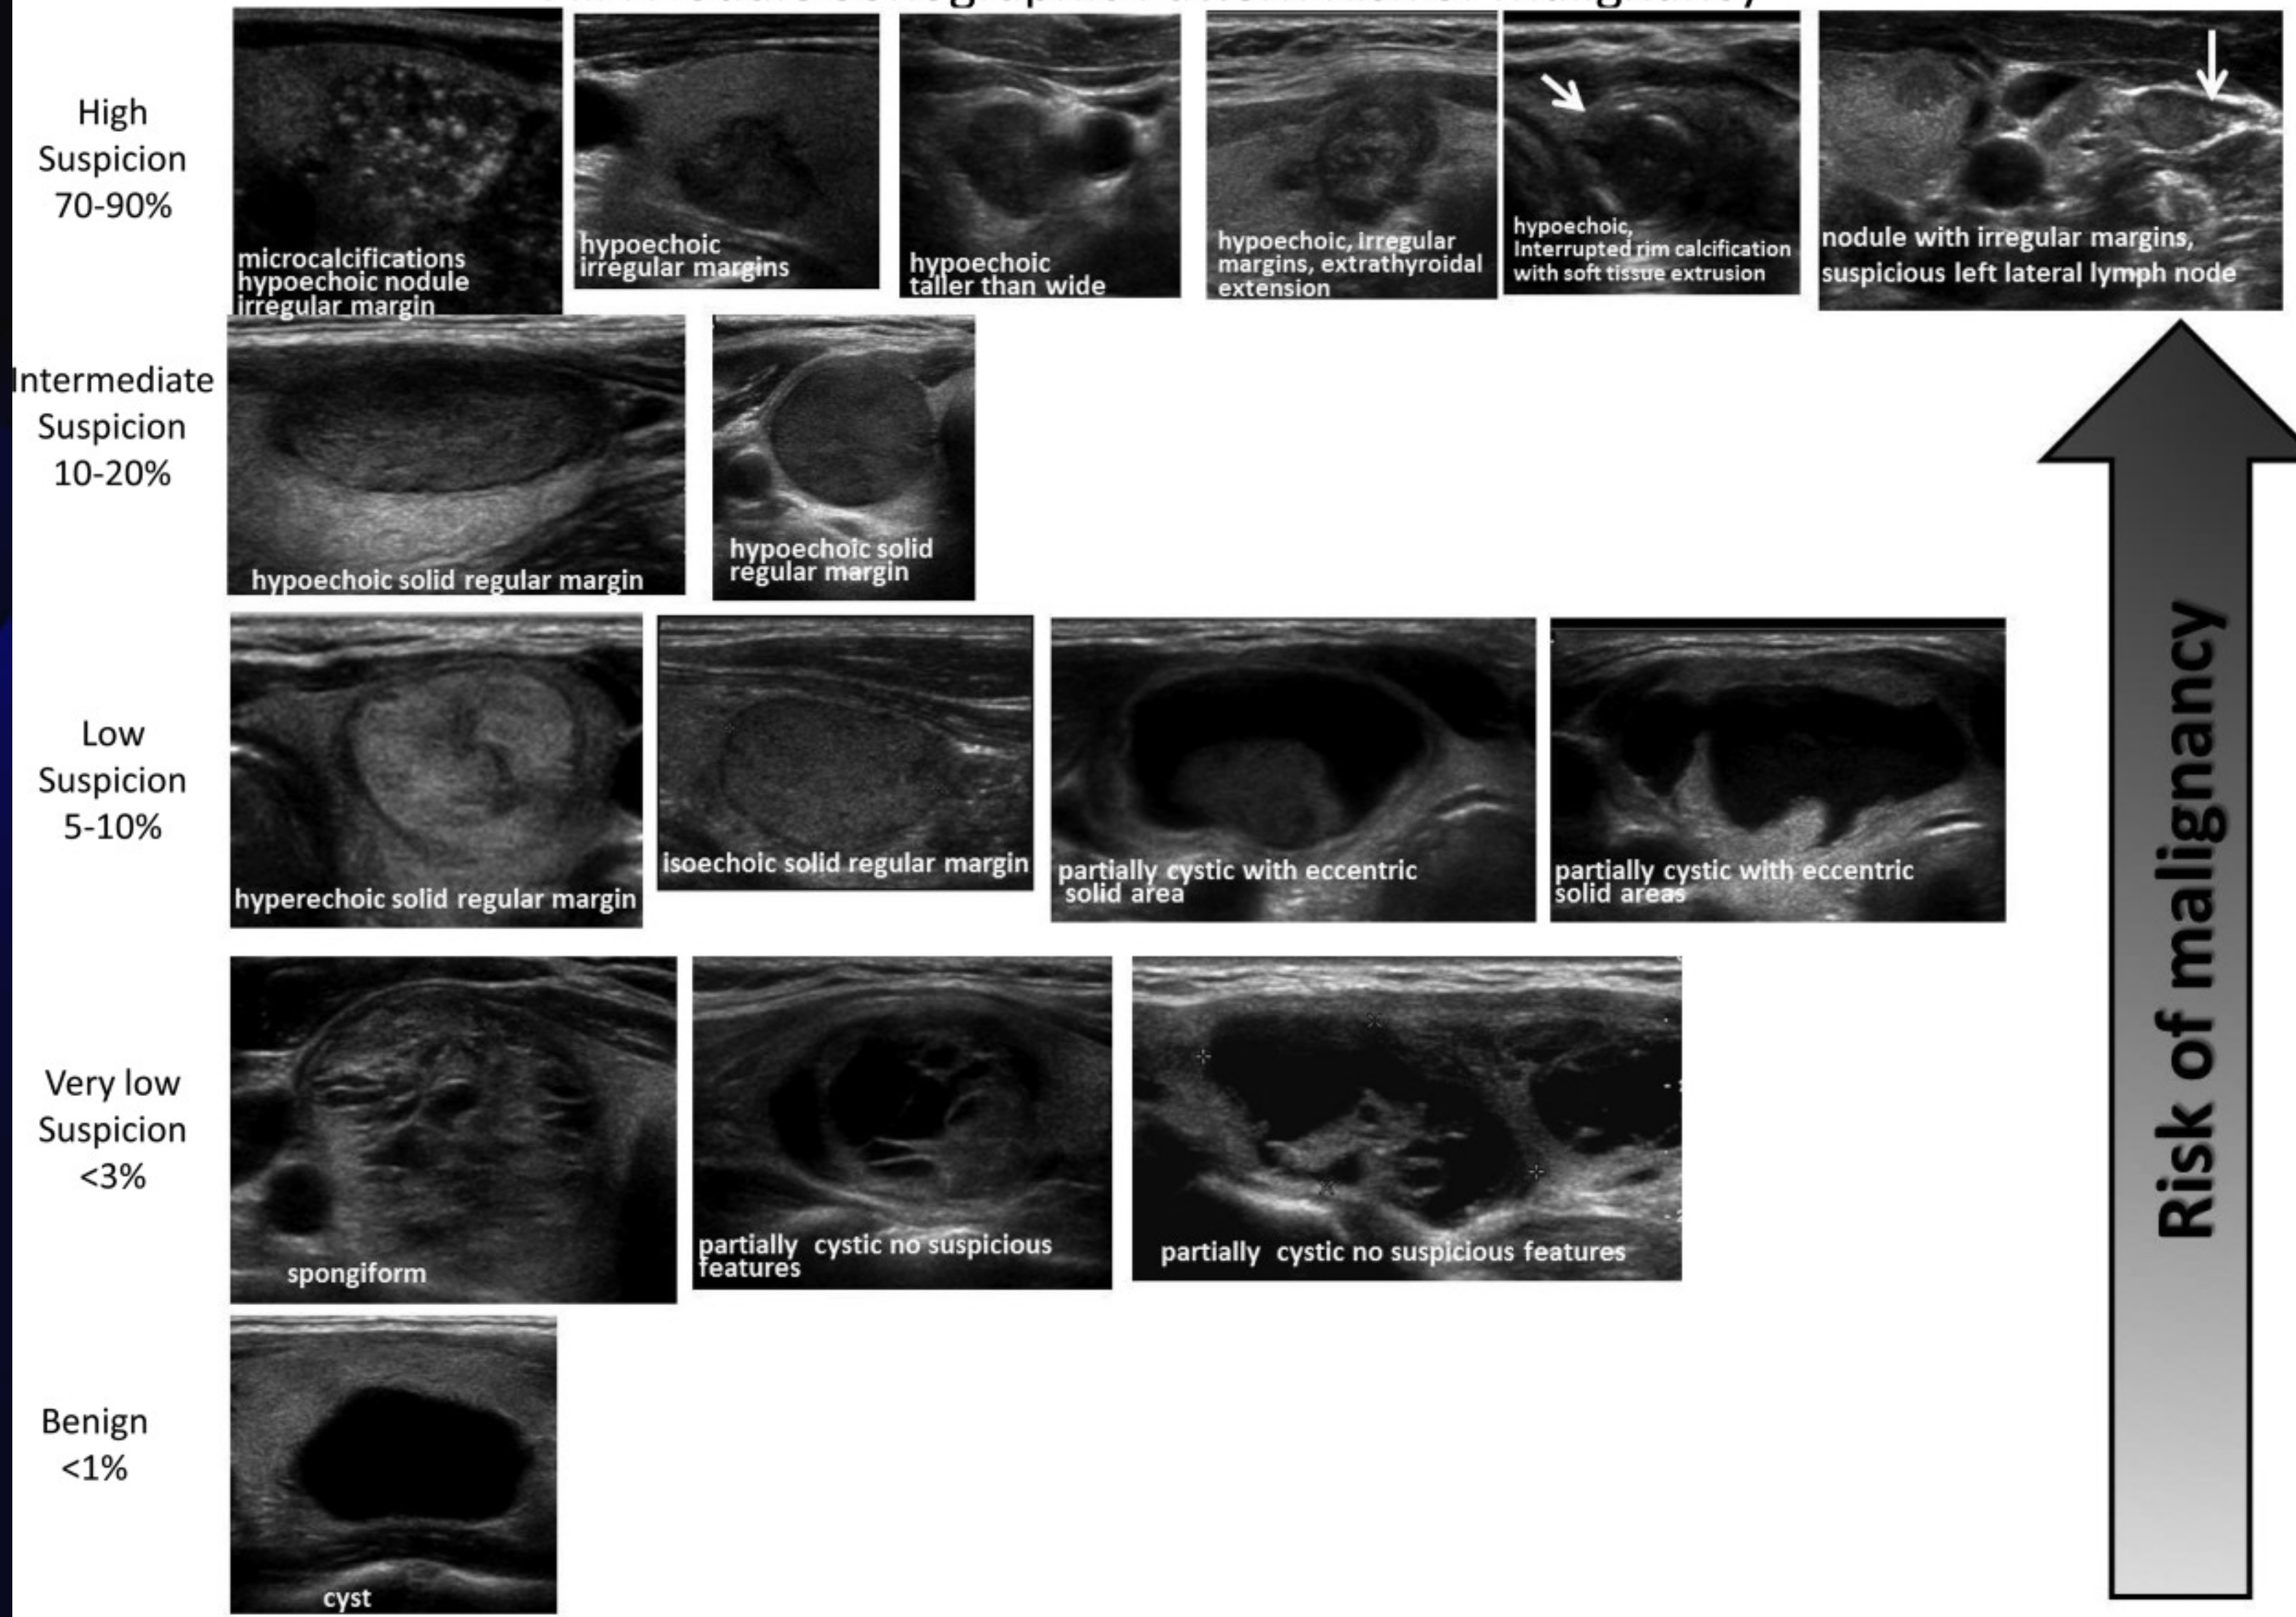 High
Suspicion
70-90%
microcalcifications
hypoechoic nodule
irregular margin
hypoechoic
irregular margins
hypoechoic
taller than wide
hypoechoic, irregular
margins, extrathyroidal
extension
hypoechoic,
Interrupted rim calcification
with soft tissue extrusion
nodule with irregular margins,
suspicious left lateral lymph node
Intermediate
Suspicion
10-20%
hypoechoic solid regular margin
hypoechoic solid
regular margin
Low
Suspicion
5-10%
hyperechoic solid regular margin
isoechoic solid regular margin
partially cystic with eccentric
solid area
partially cystic with eccentric
solid areas
Very low
Suspicion
<3%
spongiform
partially cystic no suspicious
features
partially cystic no suspicious features
Benign
<1%
cyst
Risk of malignancy